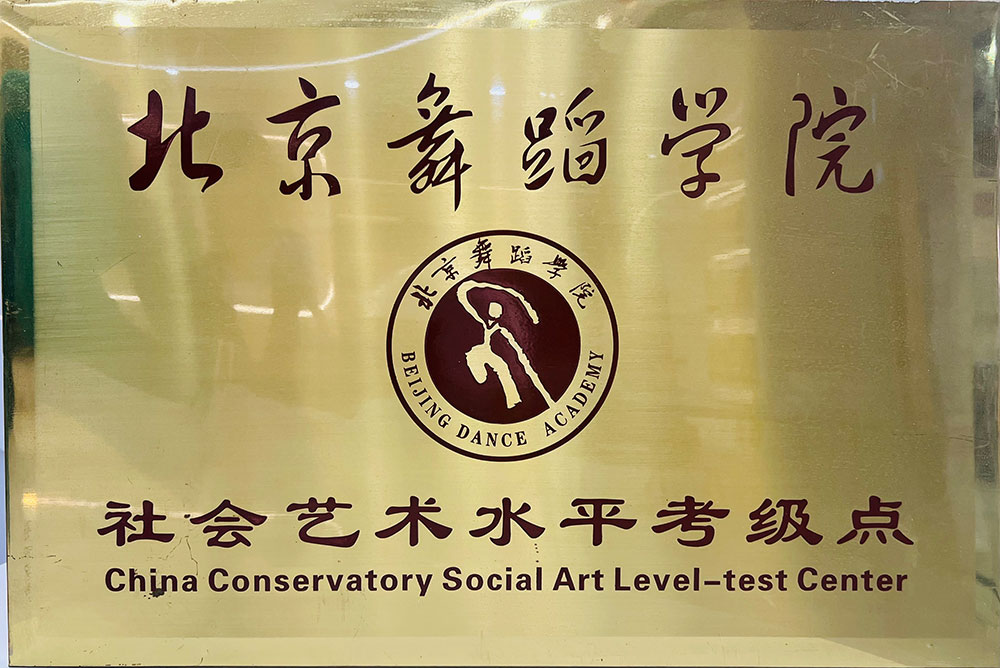 北京舞蹈学院
北京舞蹈學院
BEIJING DANCE ACADEMY
社会艺术水平考级点
China Conservatory Social Art Level-test Center